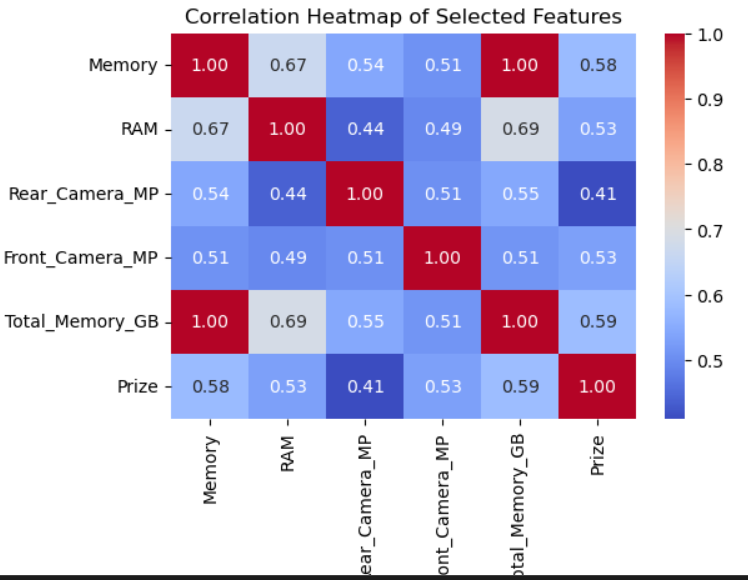 Correlation Heatmap of Selected Features
Memory 1.00 0.67 0.54 0.51 1.00 0.58
RAM 0.67 1.00 0.44 0.49 0.69 0.53
Rear_Camera_MP 0.54 0.44 1.00 0.51 0.55 0.41
Front_Camera_MP 0.51 0.49 0.51 1.00 0.51 0.53
Total_Memory_GB 1.00 0.69 0.55 0.51 1.00 0.59
Prize 0.58 0.53 0.41 0.53 0.59 1.00
Memory
RAM
ear_Camera_MP
ont_Camera_MP
otal_Memory_GB
Prize
1.0
0.9
0.8
0.7
0.6
0.5